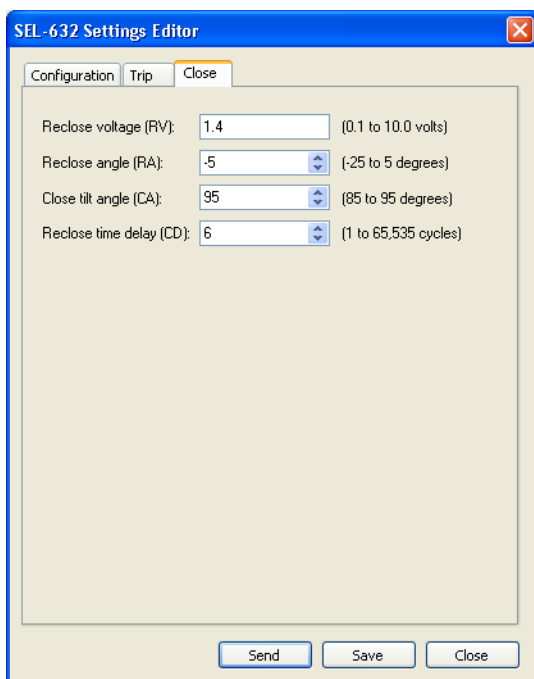 SEL-632 Settings Editor
Configuration Trip Close
Reclose voltage (RV): 1.4 (0.1 to 10.0 volts)
Reclose angle (RA): -5 (-25 to 5 degrees)
Close tilt angle (CA): 95 (85 to 95 degrees)
Reclose time delay (CD): 6 (1 to 65,535 cycles)
Send Save Close